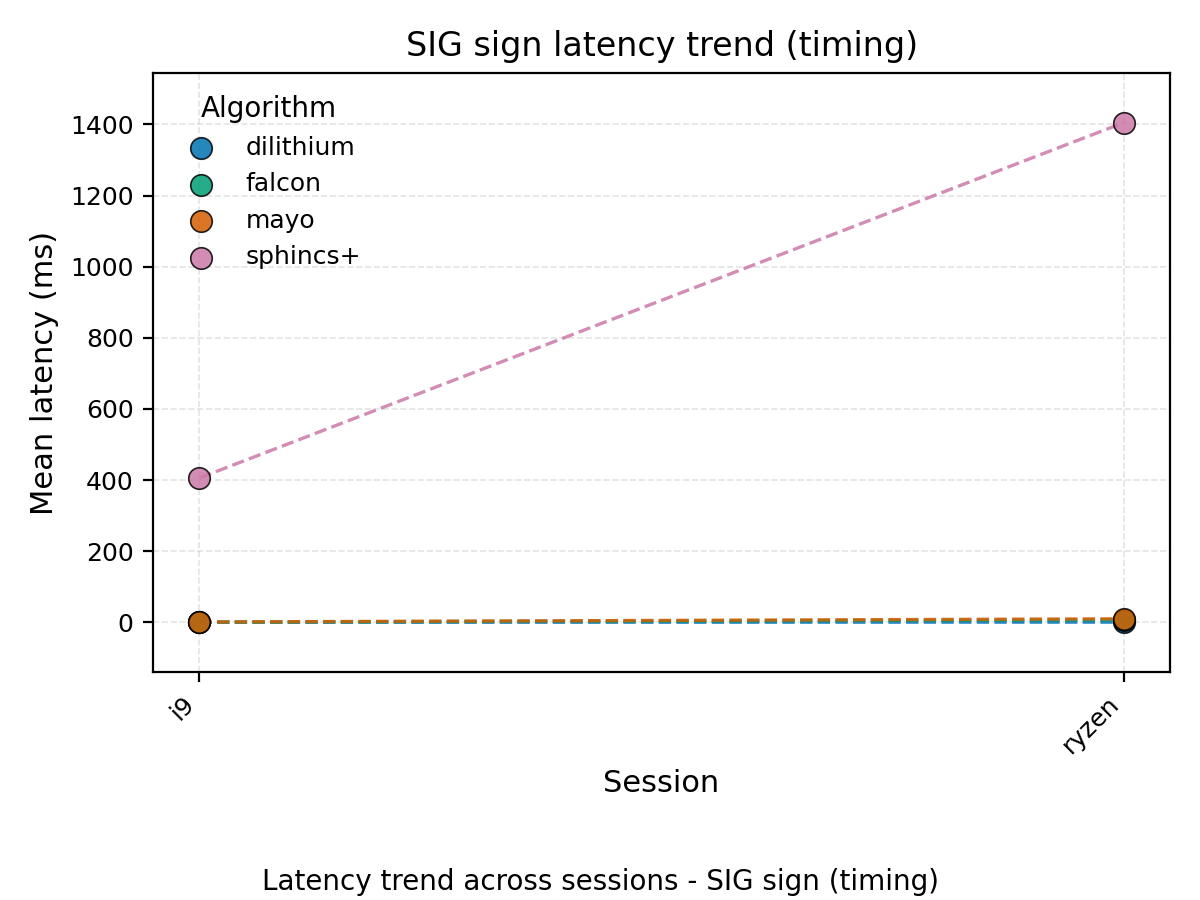 SIG sign latency trend (timing)
Algorithm
dilithium
falcon
mayo
sphincs+
Mean latency (ms)
1400
1200
1000
800
600
400
200
0
i9
ryzen
Session
Latency trend across sessions - SIG sign (timing)